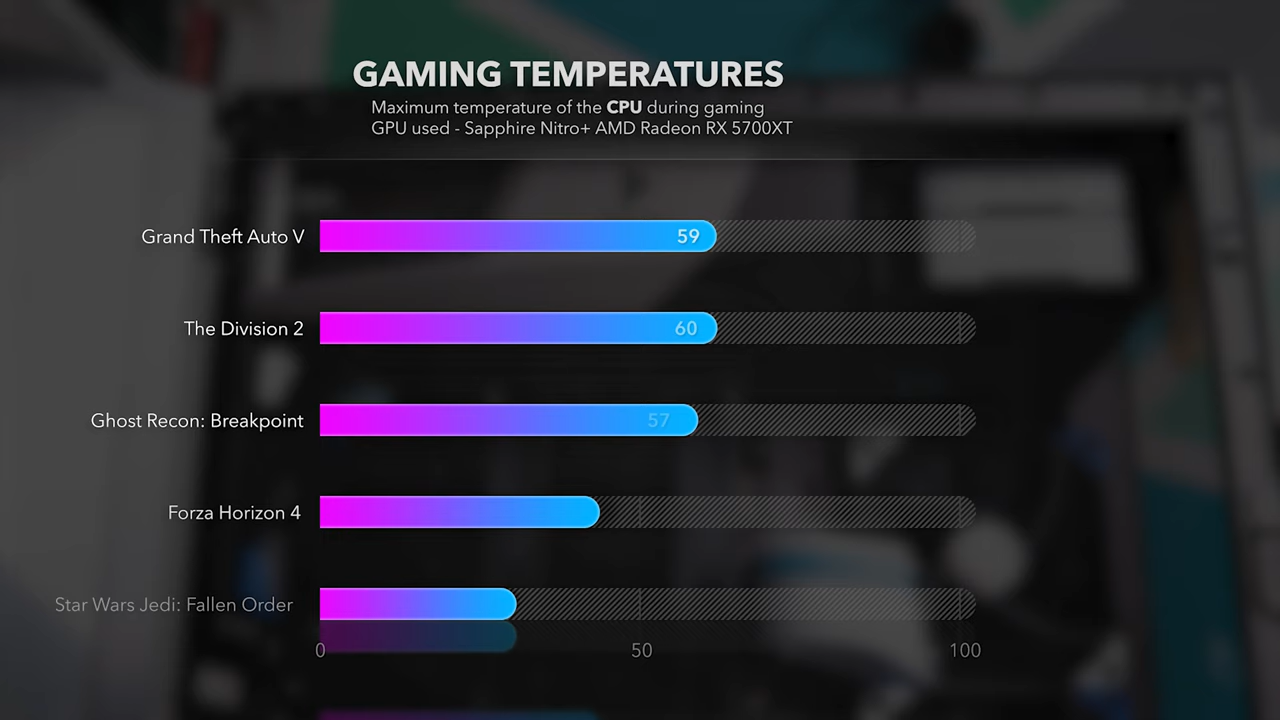 GAMING TEMPERATURES
Maximum temperature of the CPU during gaming
GPU used - Sapphire Nitro+ AMD Radeon RX 5700XT
Grand Theft Auto V 59
The Division 2 60
Ghost Recon: Breakpoint 57
Forza Horizon 4
Star Wars Jedi: Fallen Order
0 50 100